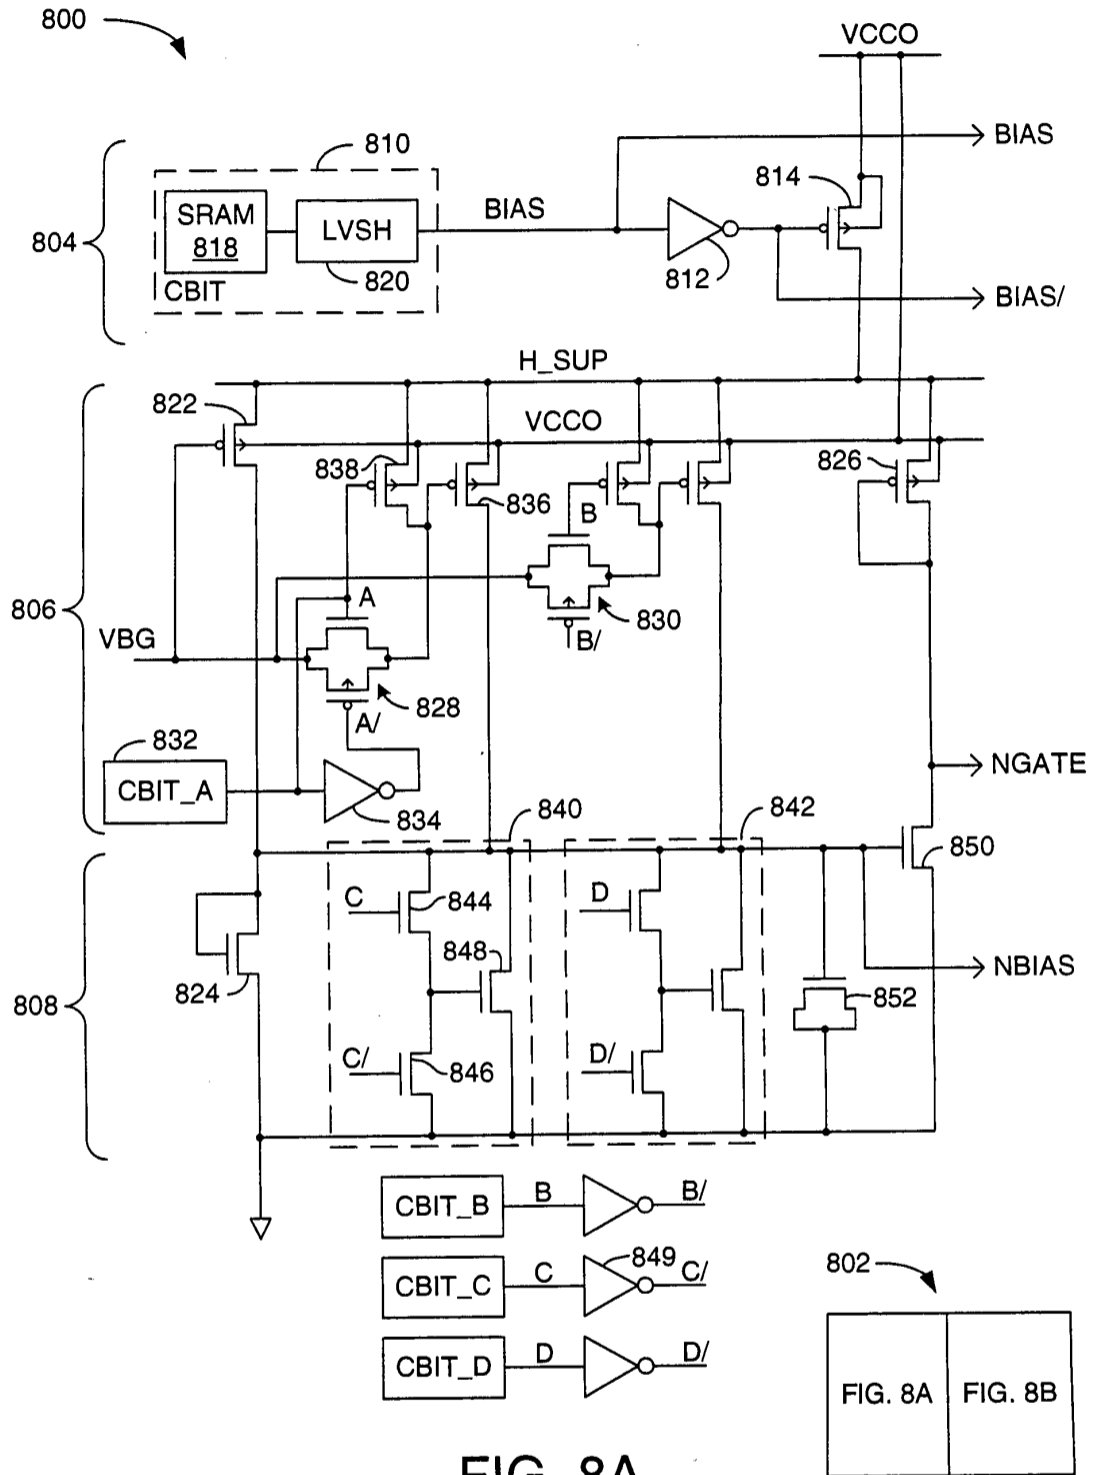 800
VCCO
BIAS
810
814
SRAM
818
LVSH
BIAS
804
CBIT
820
812
BIAS/
H_SUP
822
VCCO
838
836
826
B
A
806
830
VBG
B/
828
A/
832
NGATE
CBIT_A
834
840
842
850
C
844
D
848
NBIAS
824
852
808
C/
846
D/
CBIT_B
B
B/
849
CBIT_C
C
C/
802
CBIT_D
D
D/
FIG. 8A
FIG. 8B
FIG. 8A